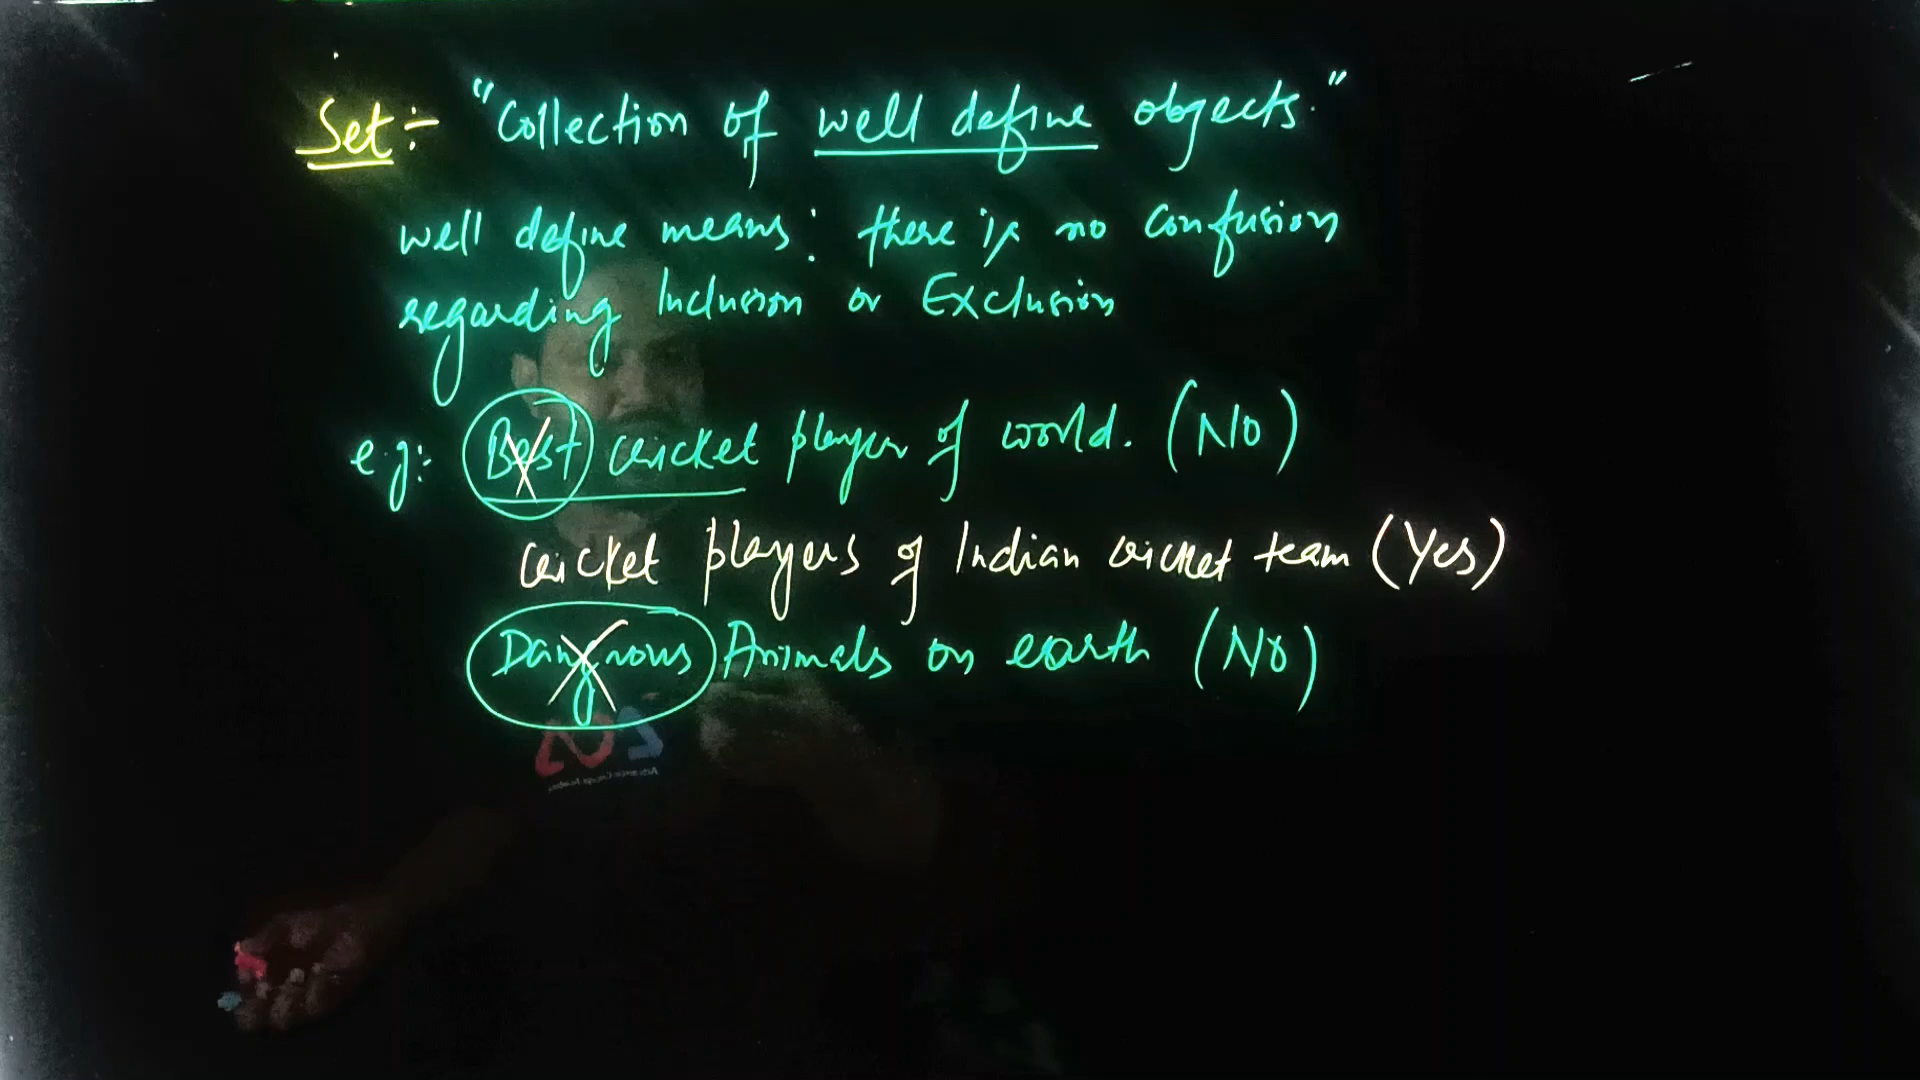 Set :- "Collection of well define objects."
well define means : there is no confusion
regarding Inclusion or Exclusion
e.g:- Best cricket player of world. (No)
cricket players of Indian cricket team (Yes)
Dangrous Animals on earth (No)